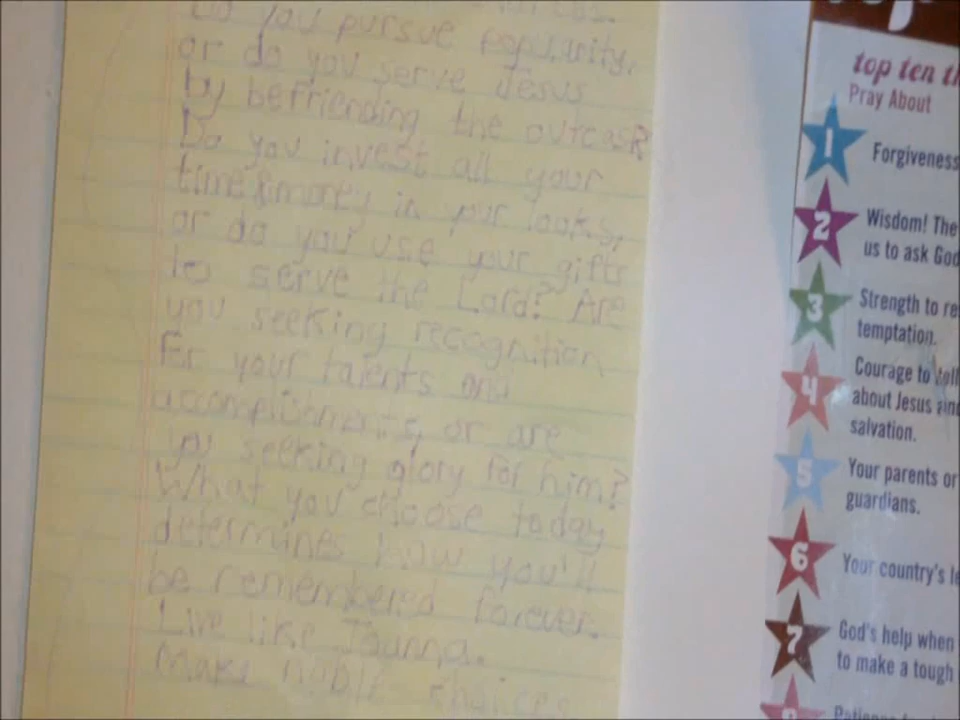 Do you pursue popularity,
or do you serve Jesus
by befriending the outcast?
Do you invest all your
time & money in your looks,
or do you use your gifts
to serve the Lord? Are
you seeking recognition
for your talents and
accomplishments, or are
you seeking glory for him?
What you choose today
determines how you'll
be remembered forever.
Live like Joanna.
Make noble choices
top ten th
Pray About
1 Forgiveness
2 Wisdom! The
us to ask God
3 Strength to re
temptation.
4 Courage to tell
about Jesus and
salvation.
5 Your parents or
guardians.
6 Your country's le
7 God's help when
to make a tough
8